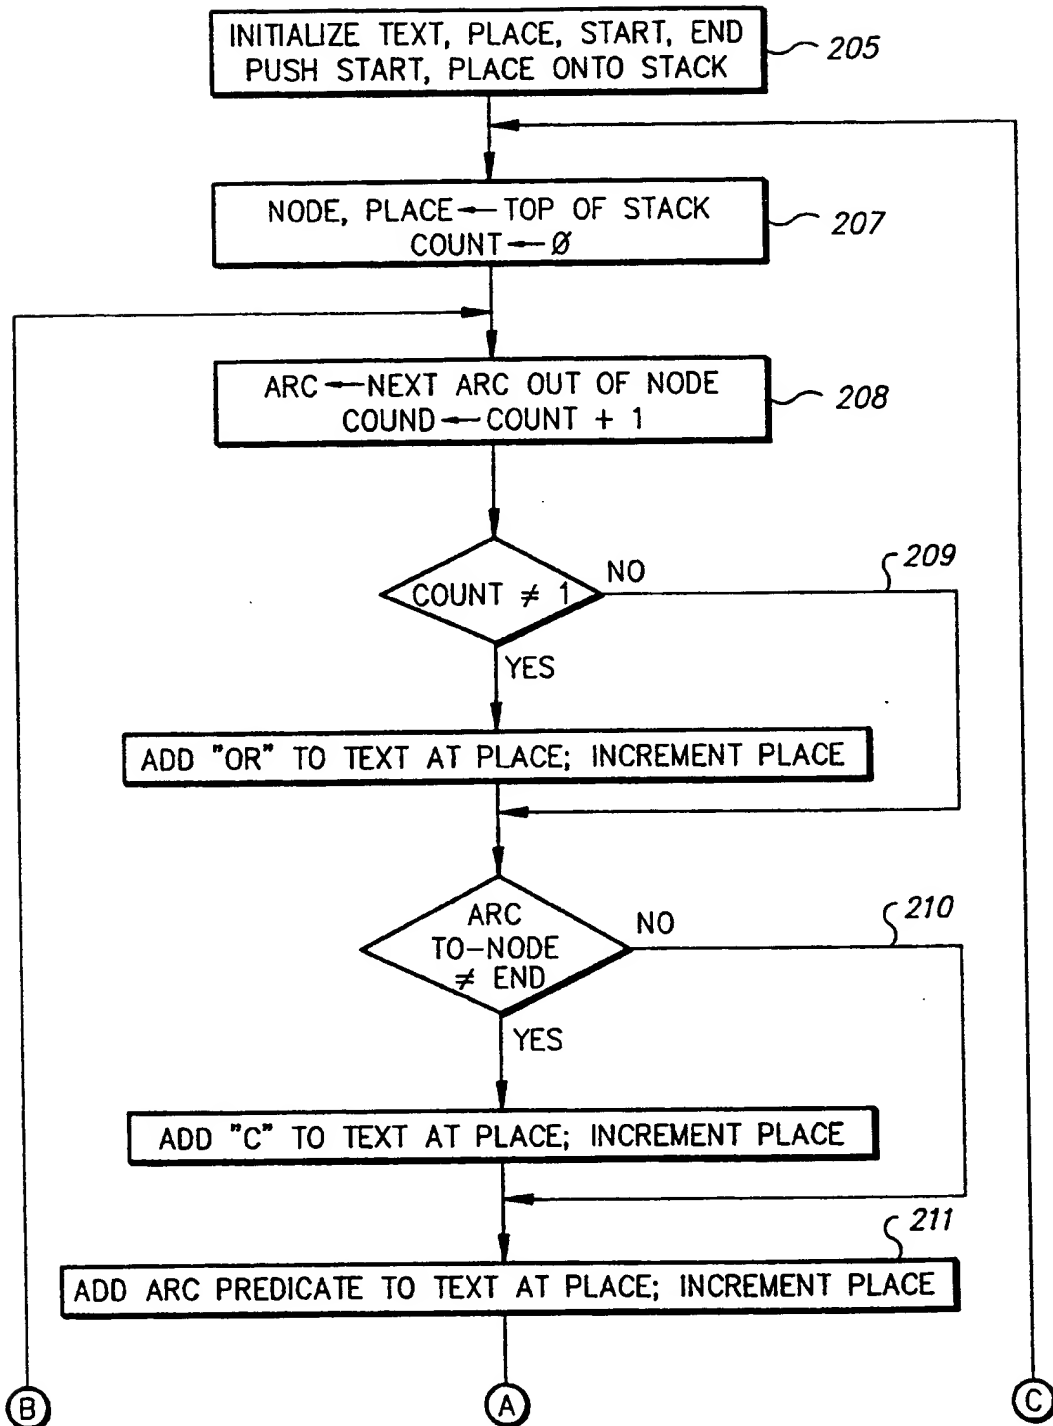 INITIALIZE TEXT, PLACE, START, END
PUSH START, PLACE ONTO STACK
205
NODE, PLACE←TOP OF STACK
COUNT←Ø
207
ARC←NEXT ARC OUT OF NODE
COUND←COUNT + 1
208
COUNT ≠ 1
NO
209
YES
ADD "OR" TO TEXT AT PLACE; INCREMENT PLACE
ARC
TO-NODE
≠ END
NO
210
YES
ADD "C" TO TEXT AT PLACE; INCREMENT PLACE
211
ADD ARC PREDICATE TO TEXT AT PLACE; INCREMENT PLACE
B
A
C